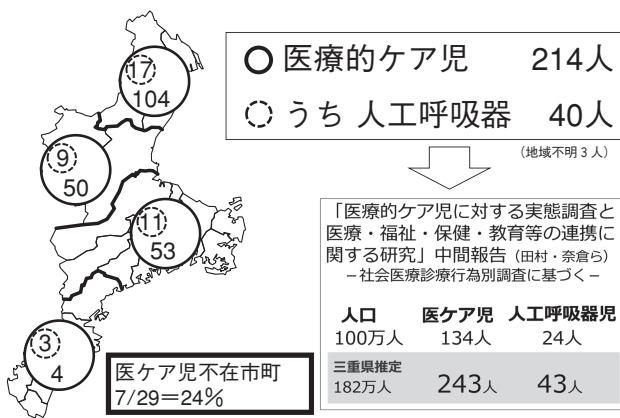 17
104
9
50
11
53
3
4
医療的ケア児 214人
うち 人工呼吸器 40人
（地域不明3人）
「医療的ケア児に対する実態調査と
医療・福祉・保健・教育等の連携に
関する研究」中間報告（田村・奈倉ら）
－社会医療診療行為別調査に基づく－
人口 医ケア児 人工呼吸器児
100万人 134人 24人
三重県推定
182万人 243人 43人
医ケア児不在市町
7/29＝24％